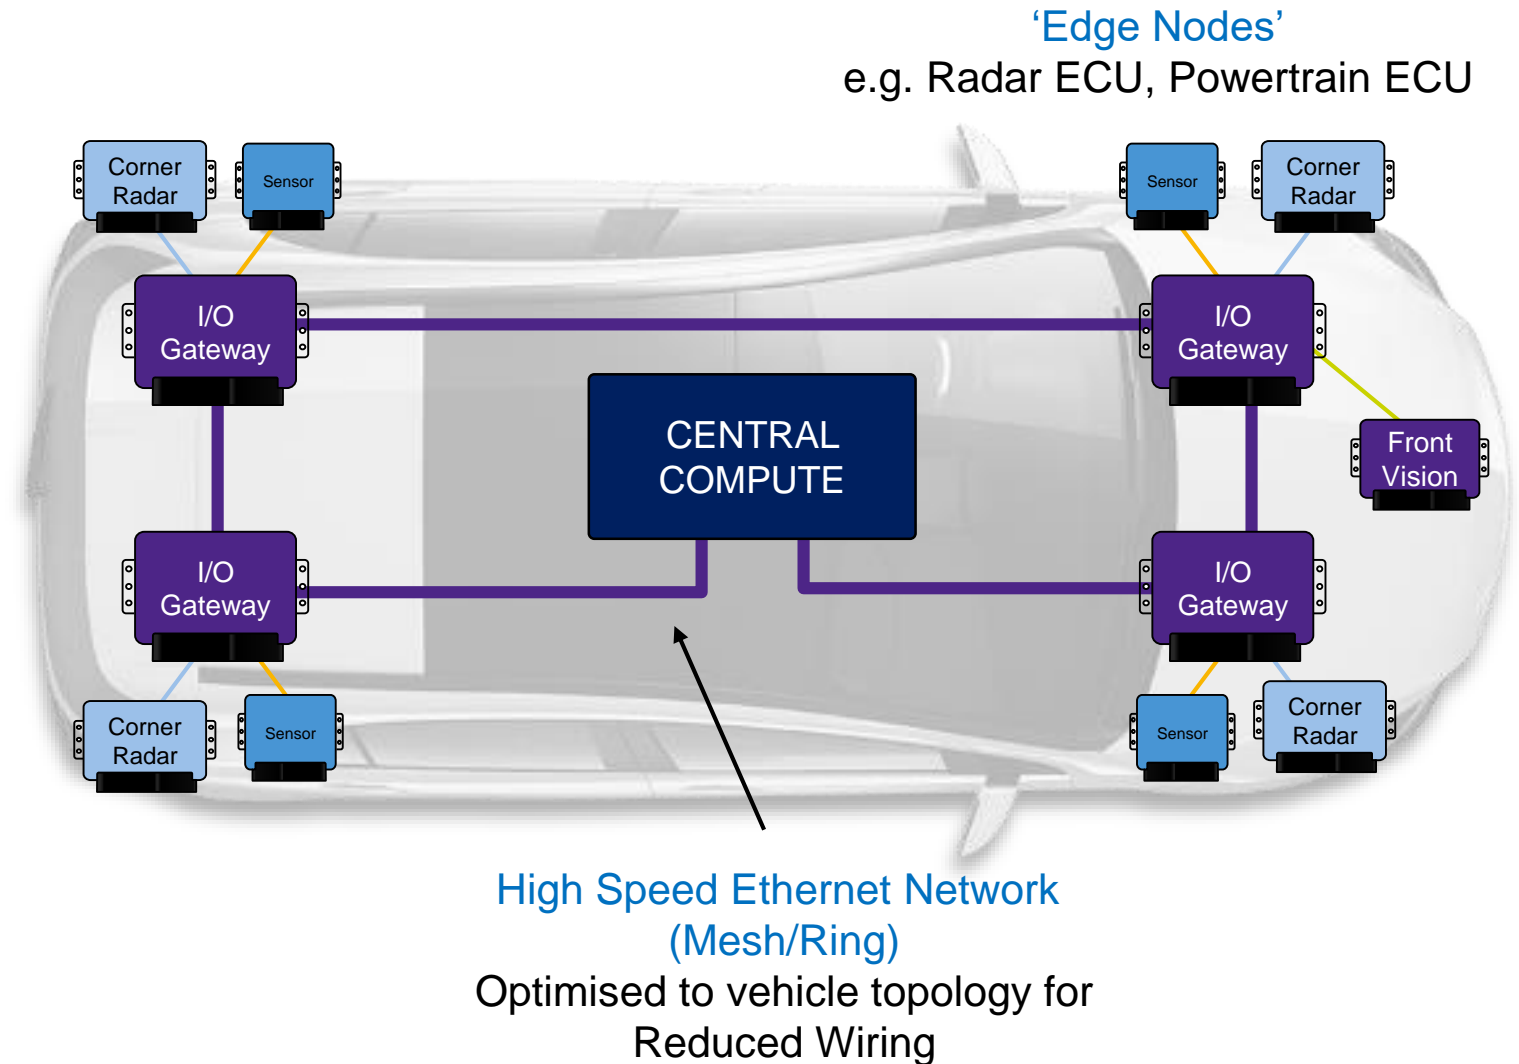 ‘Edge Nodes’
e.g. Radar ECU, Powertrain ECU
Corner
Radar
Sensor
Sensor
Corner
Radar
I/O
Gateway
I/O
Gateway
CENTRAL
COMPUTE
Front
Vision
I/O
Gateway
I/O
Gateway
Corner
Radar
Sensor
Sensor
Corner
Radar
High Speed Ethernet Network
(Mesh/Ring)
Optimised to vehicle topology for
Reduced Wiring